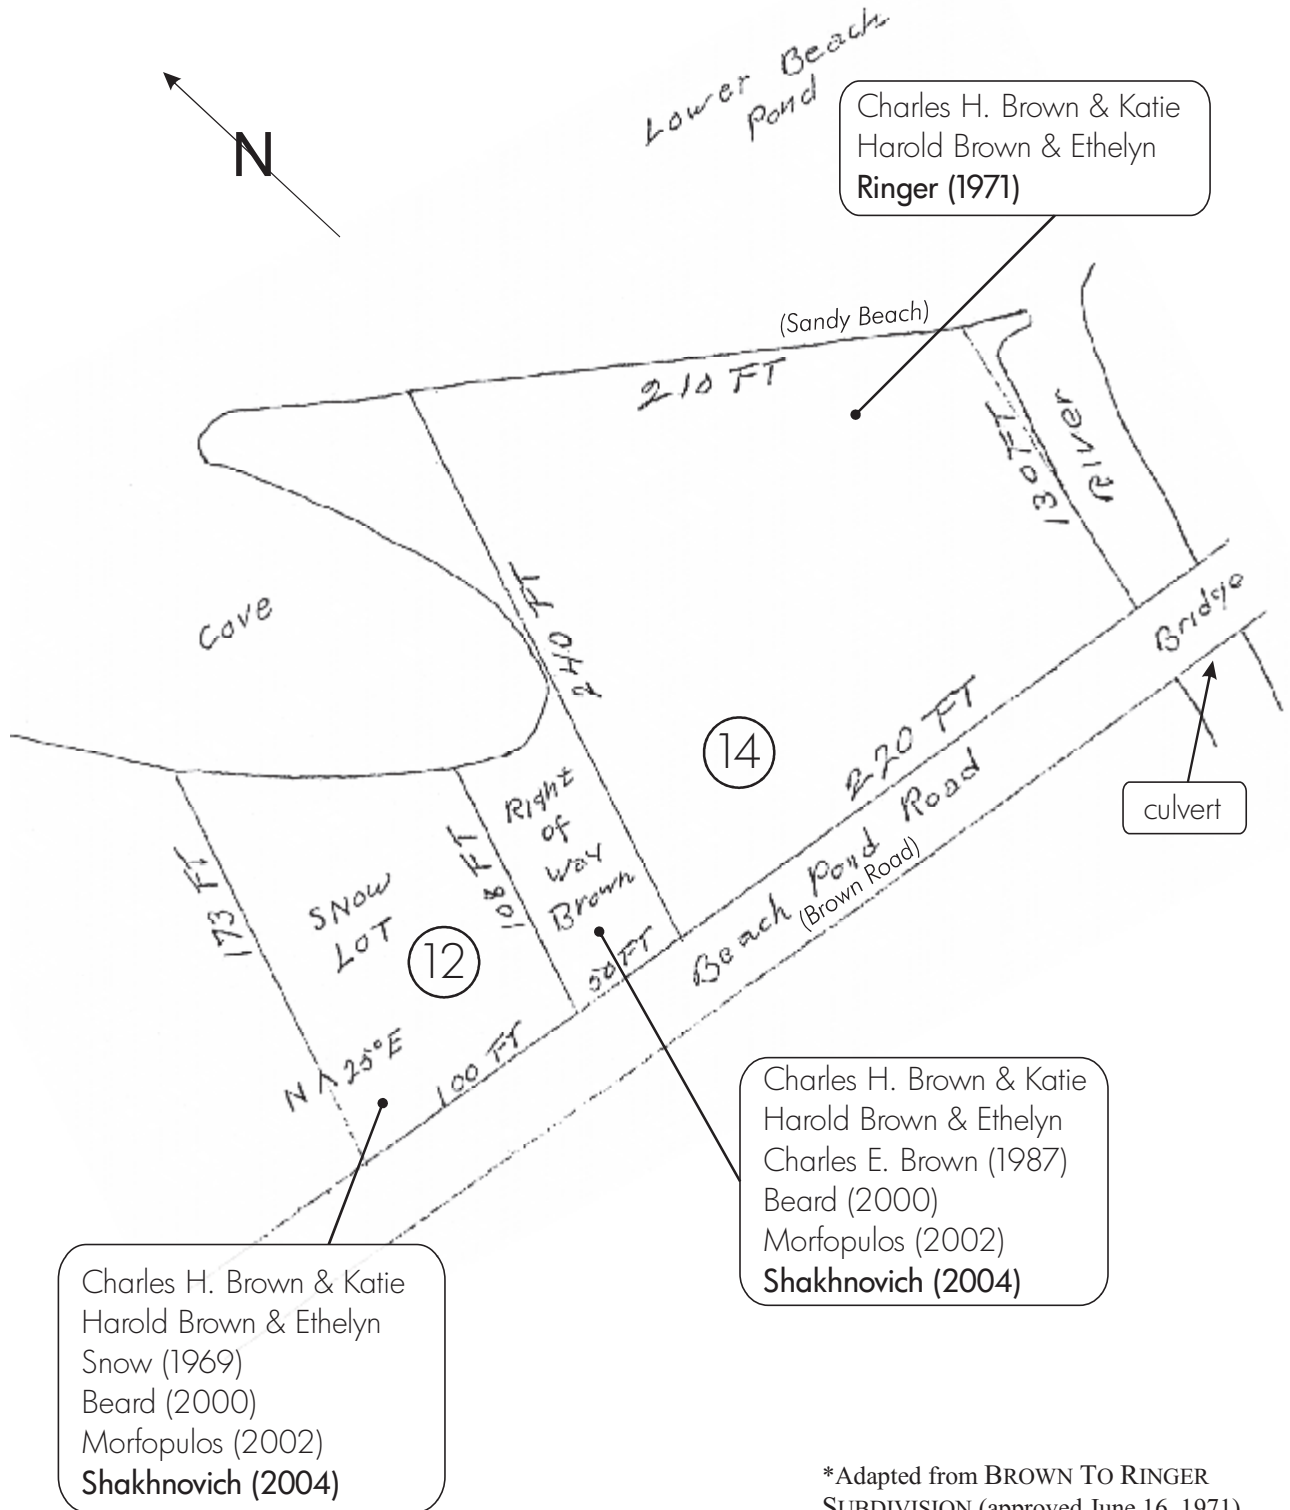 Lower Beach
Pond
N
Charles H. Brown & Katie
Harold Brown & Ethelyn
Ringer (1971)
(Sandy Beach)
210 FT
130 FT
River
Cove
240 FT
Bridge
14
220 FT
culvert
Right
of
Way
Brown
173 FT
SNOW
LOT
108 FT
12
50 FT
Beach Pond Road
(Brown Road)
N 25° E
100 FT
Charles H. Brown & Katie
Harold Brown & Ethelyn
Charles E. Brown (1987)
Beard (2000)
Morfopulos (2002)
Shakhnovich (2004)
Charles H. Brown & Katie
Harold Brown & Ethelyn
Snow (1969)
Beard (2000)
Morfopulos (2002)
Shakhnovich (2004)
*Adapted from BROWN TO RINGER
SUBDIVISION (approved June 16, 1971)